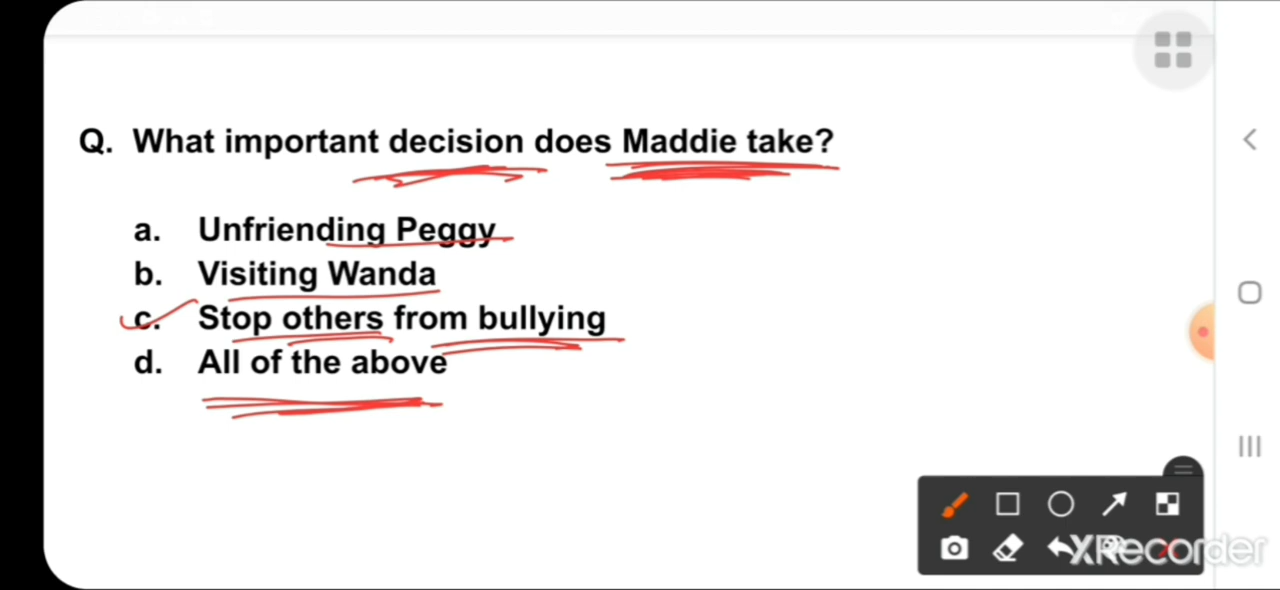 Q. What important decision does Maddie take?
a. Unfriending Peggy
b. Visiting Wanda
c. Stop others from bullying
d. All of the above
XRecorder